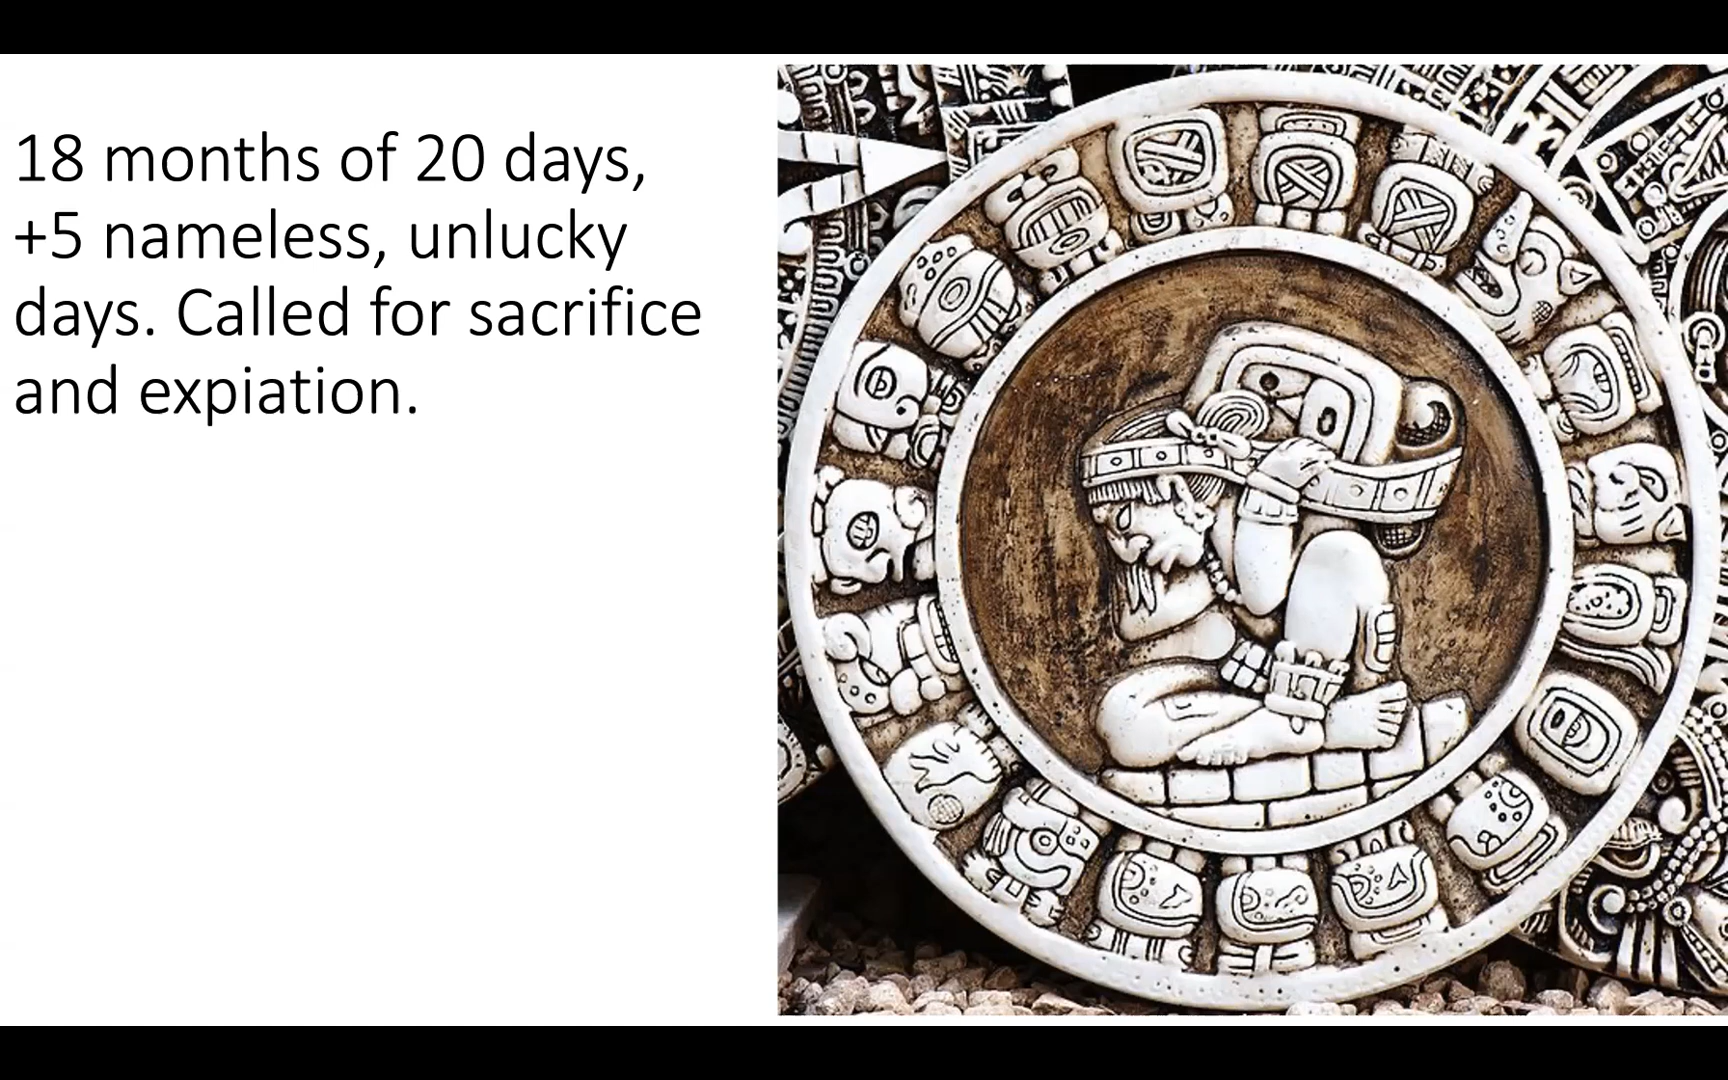 18 months of 20 days,
+5 nameless, unlucky
days. Called for sacrifice
and expiation.